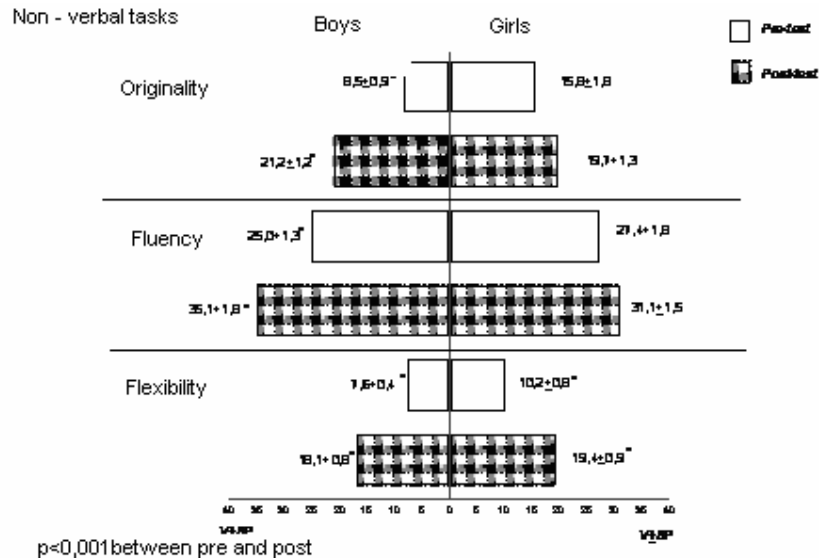 Non - verbal tasks
Boys Girls
Pre-test
Post-test
Originality
8,5±0,9 15,8±1,8
21,2±1,2* 19,7+1,3
Fluency
25,0+1,3* 27,4+1,8
35,1+1,8* 31,1±1,5
Flexibility
7,6+0,4* 10,2±0,8*
18,1+0,8* 19,4±0,9*
40 35 30 25 20 15 10 5 0 5 10 15 20 25 30 35 40
p<0,001between pre and post